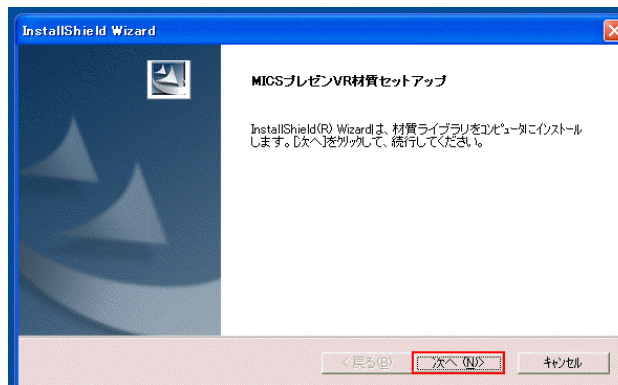 InstallShield Wizard
MICSプレゼンVR材質セットアップ
InstallShield(R) Wizardは、材質ライブラリをコンピュータにインストール
します。[次へ]をクリックして、続行してください。
< 戻る(B)
次へ(N)>
キャンセル